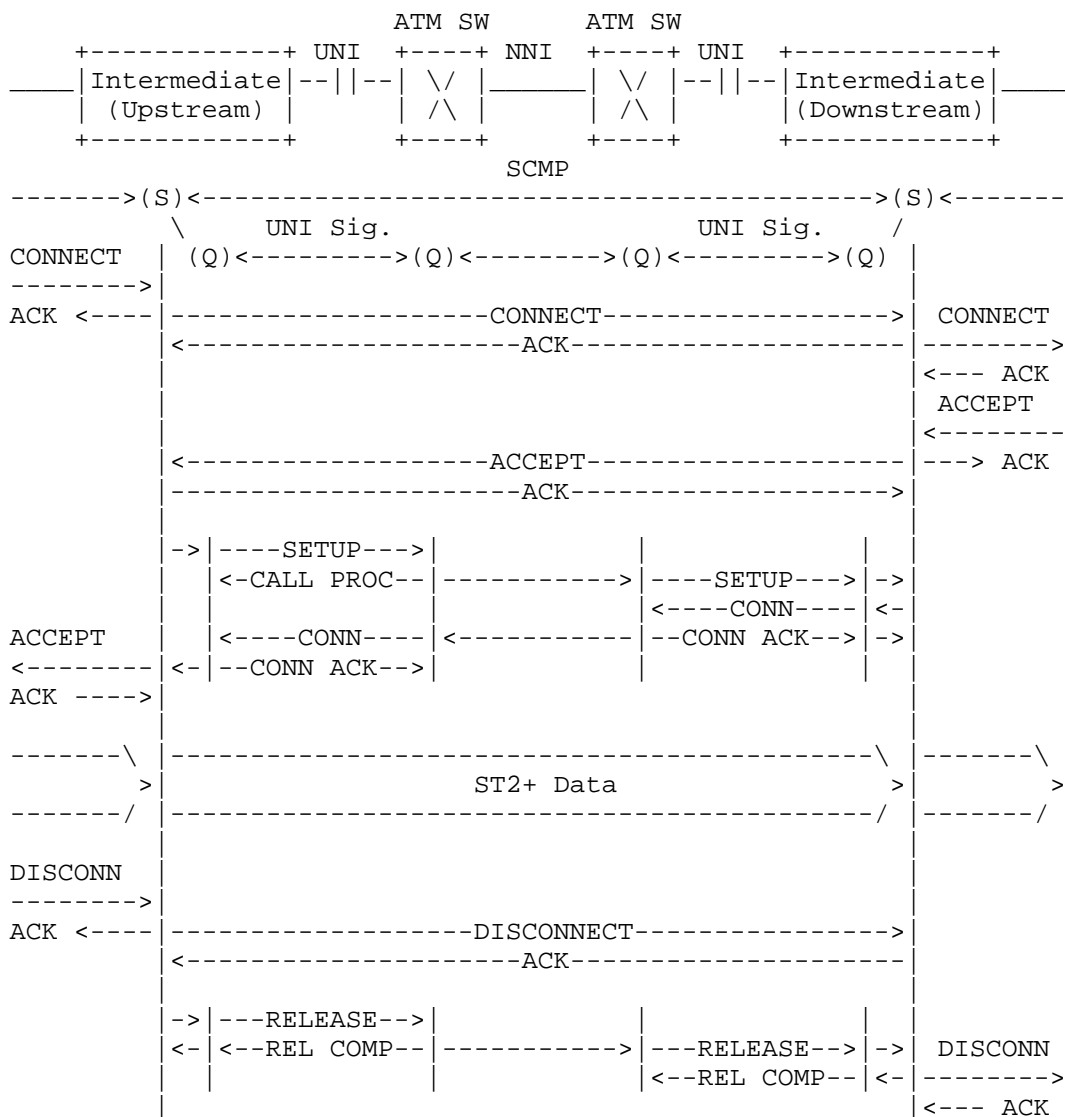 ATM SW          ATM SW
     +------------+ UNI  +----+  NNI  +----+ UNI  +------------+
____|Intermediate|--||--| \/ |______| \/ |--||--|Intermediate|____
    | (Upstream) |      | /\ |      | /\ |      |(Downstream)|
    +------------+      +----+      +----+      +------------+
                               SCMP
------->(S)<------------------------------------------>(S)<-------
          \     UNI Sig.                   UNI Sig.    /
CONNECT  | (Q)<--------->(Q)<-------->(Q)<--------->(Q) |
-------->|                                              |
ACK <----|--------------------CONNECT------------------>| CONNECT
         |<---------------------ACK---------------------|-------->
         |                                              |<--- ACK
         |                                              | ACCEPT
         |                                              |<--------
         |<-------------------ACCEPT--------------------|---> ACK
         |----------------------ACK-------------------->|
         |                                              |
         |->|----SETUP--->|            |             |  |
         |  |<-CALL PROC--|----------->|----SETUP--->|->|
         |  |             |            |<----CONN----|<-|
ACCEPT   |  |<----CONN----|<-----------|--CONN ACK-->|->|
<--------|<-|--CONN ACK-->|            |             |  |
ACK ---->|                                              |
         |                                              |
-------\ |--------------------------------------------\ |-------\
        >|                   ST2+ Data                 >|        >
-------/ |--------------------------------------------/ |-------/
         |                                              |
DISCONN  |                                              |
-------->|                                              |
ACK <----|-------------------DISCONNECT---------------->|
         |<---------------------ACK---------------------|
         |                                              |
         |->|---RELEASE-->|            |             |  |
         |<-|<--REL COMP--|----------->|---RELEASE-->|->| DISCONN
         |  |             |            |<--REL COMP--|<-|-------->
         |                                              |<--- ACK